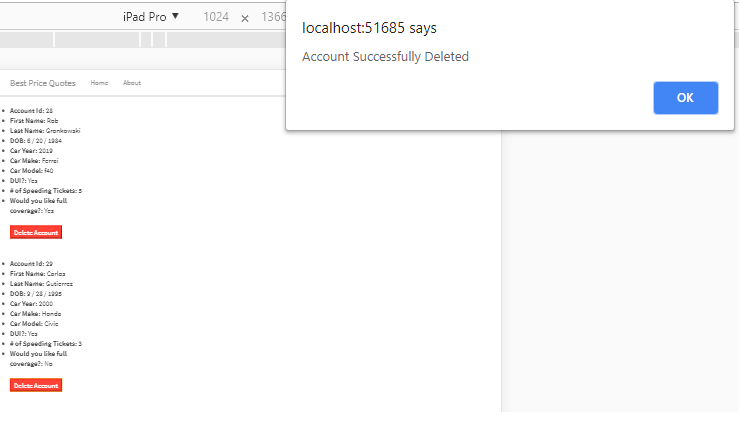 iPad Pro ▼ 1024 × 1366
localhost:51685 says
Account Successfully Deleted
OK
Best Price Quotes Home About
Account Id: 28
First Name: Rob
Last Name: Gronkowski
DOB: 6 / 20 / 1984
Car Year: 2019
Car Make: Ferrei
Car Model: f40
DUI?: Yes
# of Speeding Tickets: 5
Would you like full
coverage?: Yes
Delete Account
Account Id: 29
First Name: Carlos
Last Name: Gutierres
DOB: 9 / 28 / 1995
Car Year: 2000
Car Make: Honda
Car Model: Civic
DUI?: Yes
# of Speeding Tickets: 3
Would you like full
coverage?: No
Delete Account